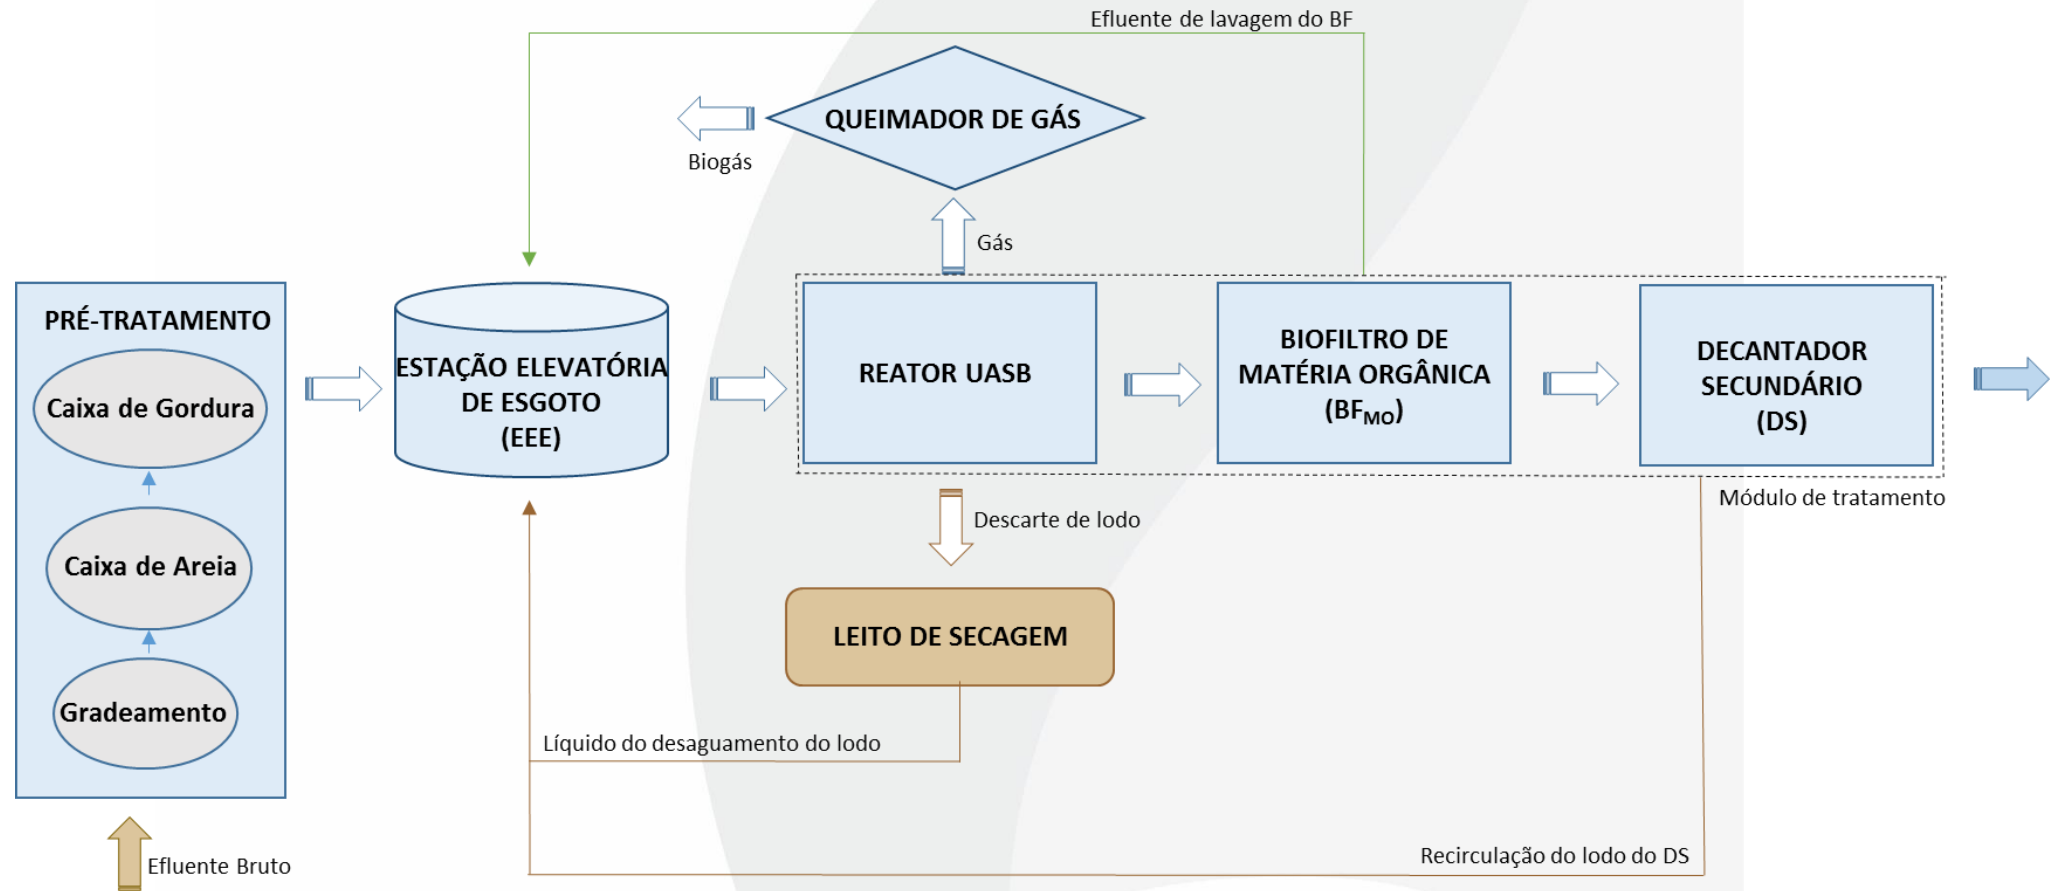 Efluente de lavagem do BF
QUEIMADOR DE GÁS
Biogás
Gás
PRÉ-TRATAMENTO
Caixa de Gordura
Caixa de Areia
Gradeamento
Efluente Bruto
ESTAÇÃO ELEVATÓRIA
DE ESGOTO
(EEE)
REATOR UASB
BIOFILTRO DE
MATÉRIA ORGÂNICA
(BFMO)
DECANTADOR
SECUNDÁRIO
(DS)
Módulo de tratamento
Descarte de lodo
LEITO DE SECAGEM
Líquido do desaguamento do lodo
Recirculação do lodo do DS